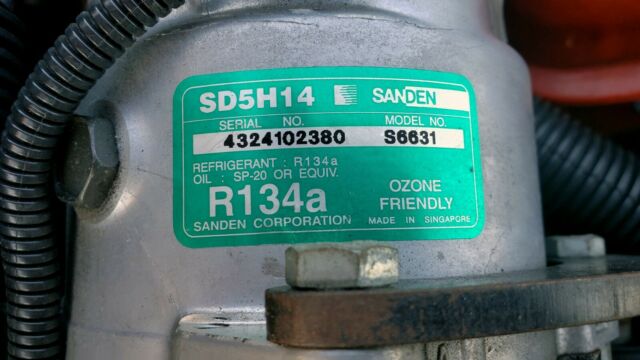 SD5H14 SANDEN
SERIAL NO. MODEL NO.
4324102380 S6631
REFRIGERANT : R134a
OIL : SP-20 OR EQUIV.
R134a OZONE FRIENDLY
SANDEN CORPORATION MADE IN SINGAPORE